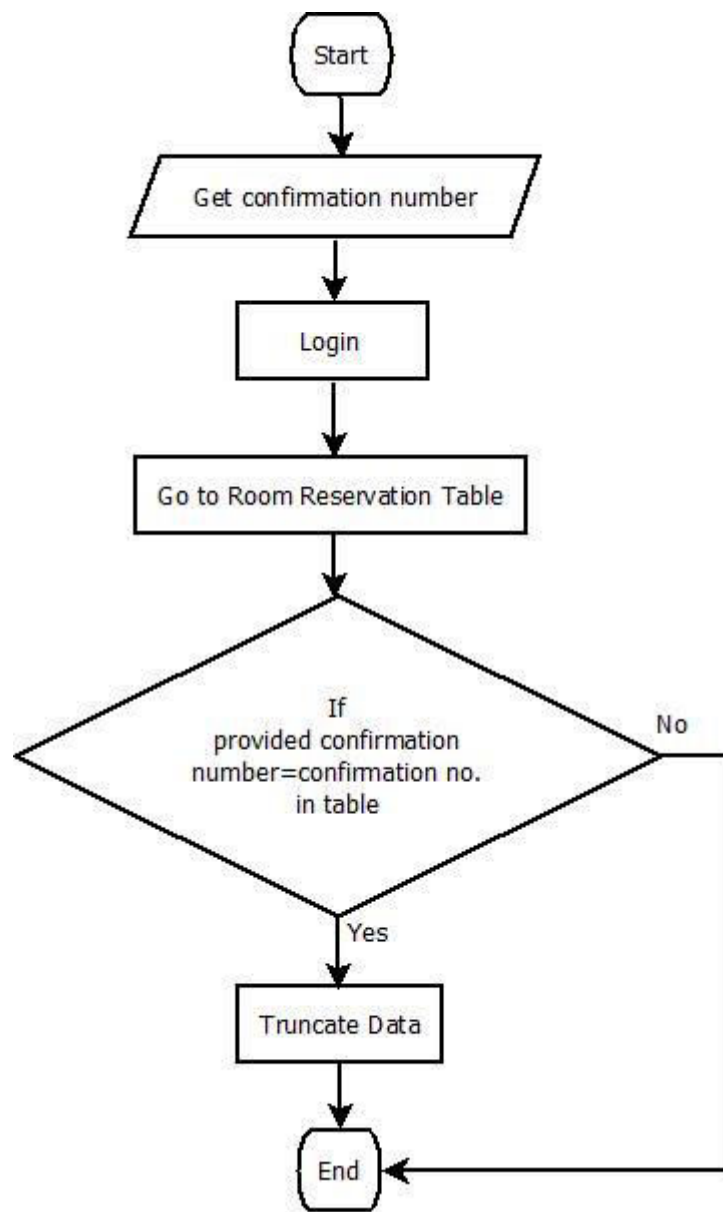 Start
Get confirmation number
Login
Go to Room Reservation Table
If
provided confirmation
number=confirmation no.
in table
No
Yes
Truncate Data
End